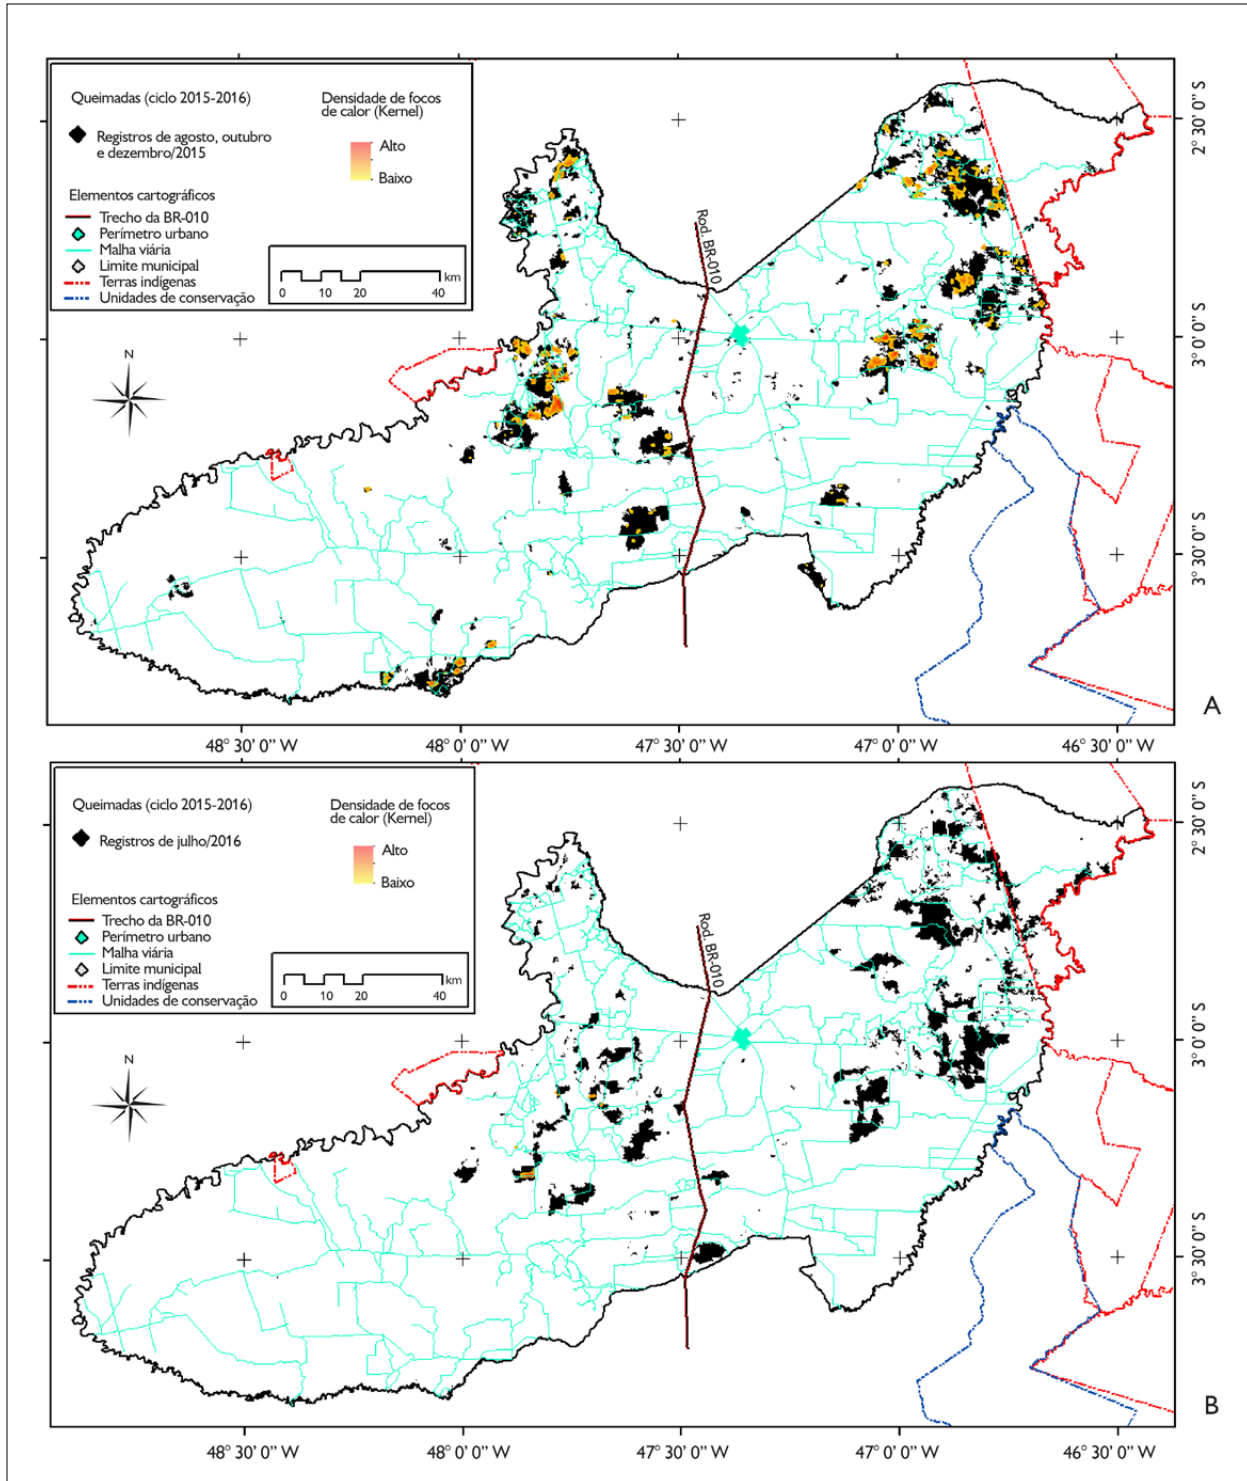 Queimadas (ciclo 2015-2016)
Registros de agosto, outubro
e dezembro/2015
Densidade de focos
de calor (Kernel)
Alto
Baixo
Elementos cartográficos
Trecho da BR-010
Perímetro urbano
Malha viária
Limite municipal
Terras indígenas
Unidades de conservação
km
0 10 20 40
N
Rod. BR-010
2° 30' 0'' S
3° 0' 0'' S
3° 30' 0'' S
A
48° 30' 0'' W 48° 0' 0'' W 47° 30' 0'' W 47° 0' 0'' W 46° 30' 0'' W
Queimadas (ciclo 2015-2016)
Registros de julho/2016
Densidade de focos
de calor (Kernel)
Alto
Baixo
Elementos cartográficos
Trecho da BR-010
Perímetro urbano
Malha viária
Limite municipal
Terras indígenas
Unidades de conservação
km
0 10 20 40
N
Rod. BR-010
2° 30' 0'' S
3° 0' 0'' S
3° 30' 0'' S
B
48° 30' 0'' W 48° 0' 0'' W 47° 30' 0'' W 47° 0' 0'' W 46° 30' 0'' W